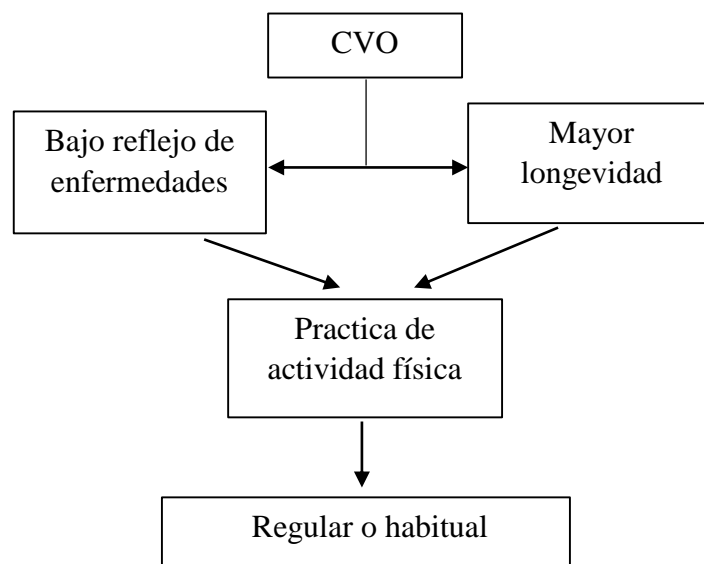 CVO
Bajo reflejo de
enfermedades
Mayor
longevidad
Practica de
actividad física
Regular o habitual